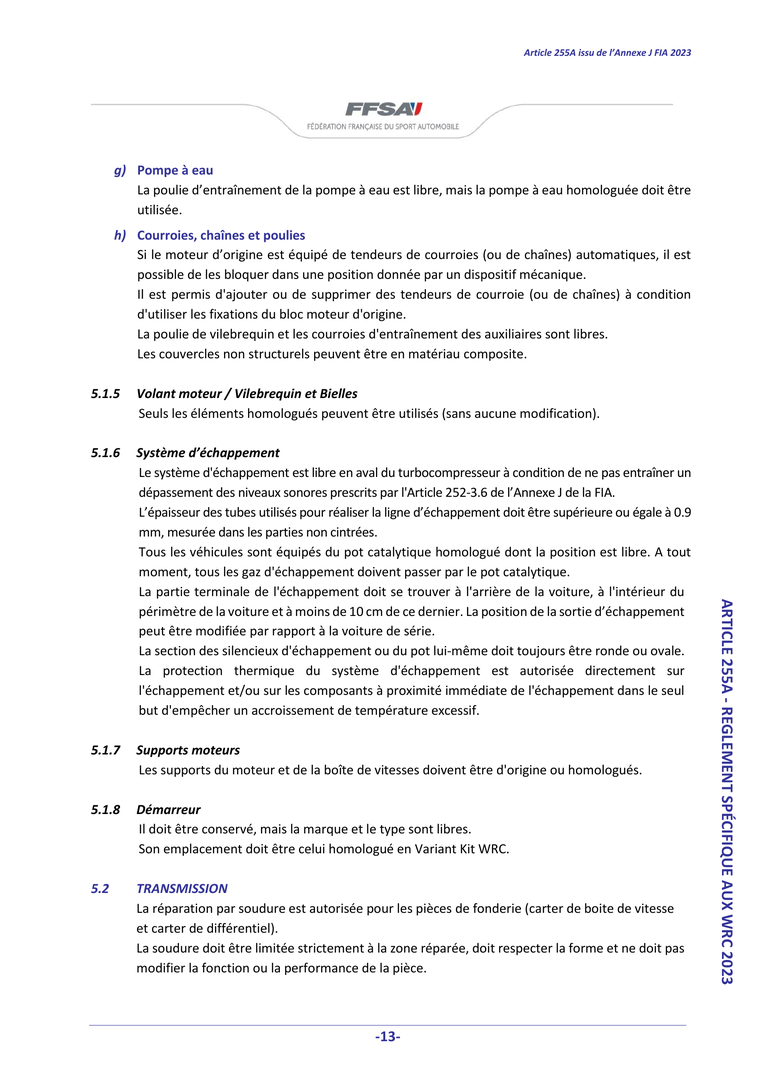 Article 255A issu de l’Annexe J FIA 2023
FFSA
FÉDÉRATION FRANÇAISE DU SPORT AUTOMOBILE
g) Pompe à eau
La poulie d’entraînement de la pompe à eau est libre, mais la pompe à eau homologuée doit être
utilisée.
h) Courroies, chaînes et poulies
Si le moteur d’origine est équipé de tendeurs de courroies (ou de chaînes) automatiques, il est
possible de les bloquer dans une position donnée par un dispositif mécanique.
Il est permis d'ajouter ou de supprimer des tendeurs de courroie (ou de chaînes) à condition
d'utiliser les fixations du bloc moteur d'origine.
La poulie de vilebrequin et les courroies d'entraînement des auxiliaires sont libres.
Les couvercles non structurels peuvent être en matériau composite.
5.1.5 Volant moteur / Vilebrequin et Bielles
Seuls les éléments homologués peuvent être utilisés (sans aucune modification).
5.1.6 Système d’échappement
Le système d'échappement est libre en aval du turbocompresseur à condition de ne pas entraîner un
dépassement des niveaux sonores prescrits par l'Article 252-3.6 de l’Annexe J de la FIA.
L’épaisseur des tubes utilisés pour réaliser la ligne d’échappement doit être supérieure ou égale à 0.9
mm, mesurée dans les parties non cintrées.
Tous les véhicules sont équipés du pot catalytique homologué dont la position est libre. A tout
moment, tous les gaz d'échappement doivent passer par le pot catalytique.
La partie terminale de l'échappement doit se trouver à l'arrière de la voiture, à l'intérieur du
périmètre de la voiture et à moins de 10 cm de ce dernier. La position de la sortie d’échappement
peut être modifiée par rapport à la voiture de série.
La section des silencieux d'échappement ou du pot lui-même doit toujours être ronde ou ovale.
La protection thermique du système d'échappement est autorisée directement sur
l'échappement et/ou sur les composants à proximité immédiate de l'échappement dans le seul
but d'empêcher un accroissement de température excessif.
5.1.7 Supports moteurs
Les supports du moteur et de la boîte de vitesses doivent être d'origine ou homologués.
5.1.8 Démarreur
Il doit être conservé, mais la marque et le type sont libres.
Son emplacement doit être celui homologué en Variant Kit WRC.
5.2 TRANSMISSION
La réparation par soudure est autorisée pour les pièces de fonderie (carter de boite de vitesse
et carter de différentiel).
La soudure doit être limitée strictement à la zone réparée, doit respecter la forme et ne doit pas
modifier la fonction ou la performance de la pièce.
ARTICLE 255A - REGLEMENT SPÉCIFIQUE AUX WRC 2023
-13-